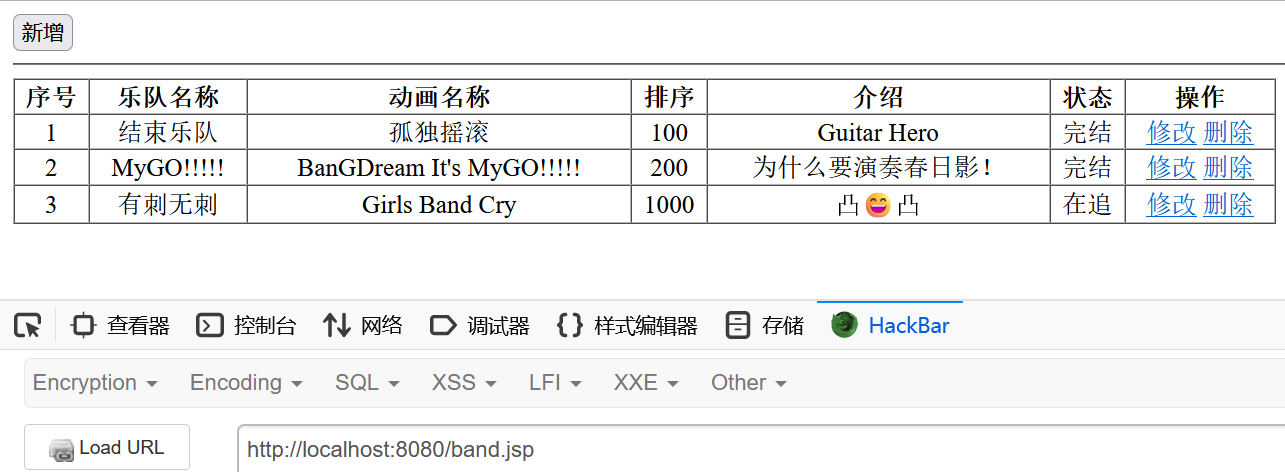 新增
序号 乐队名称 动画名称 排序 介绍 状态 操作
1 结束乐队 孤独摇滚 100 Guitar Hero 完结 修改 删除
2 MyGO!!!!! BanGDream It's MyGO!!!!! 200 为什么要演奏春日影！ 完结 修改 删除
3 有刺无刺 Girls Band Cry 1000 凸😄凸 在追 修改 删除
查看器 控制台 网络 调试器 样式编辑器 存储 HackBar
Encryption Encoding SQL XSS LFI XXE Other
Load URL http://localhost:8080/band.jsp